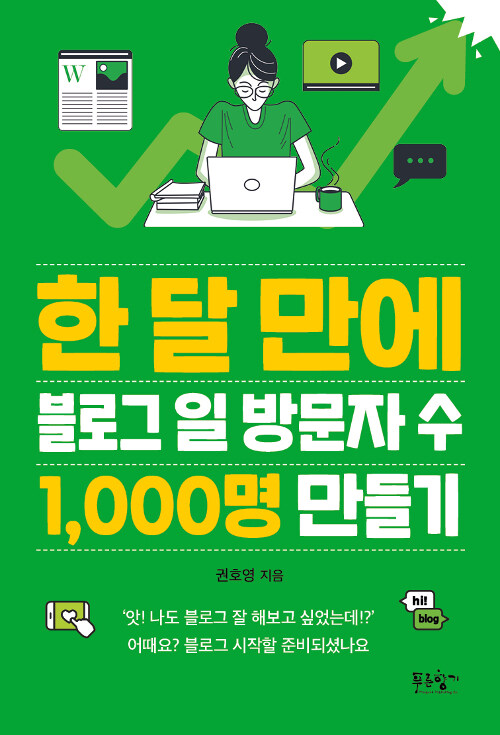 W
한 달 만에
블로그 일 방문자 수
1,000명 만들기
권호영 지음
hi!
blog
‘앗! 나도 블로그 잘 해보고 싶었는데!?’
어때요? 블로그 시작할 준비되셨나요
푸른향기